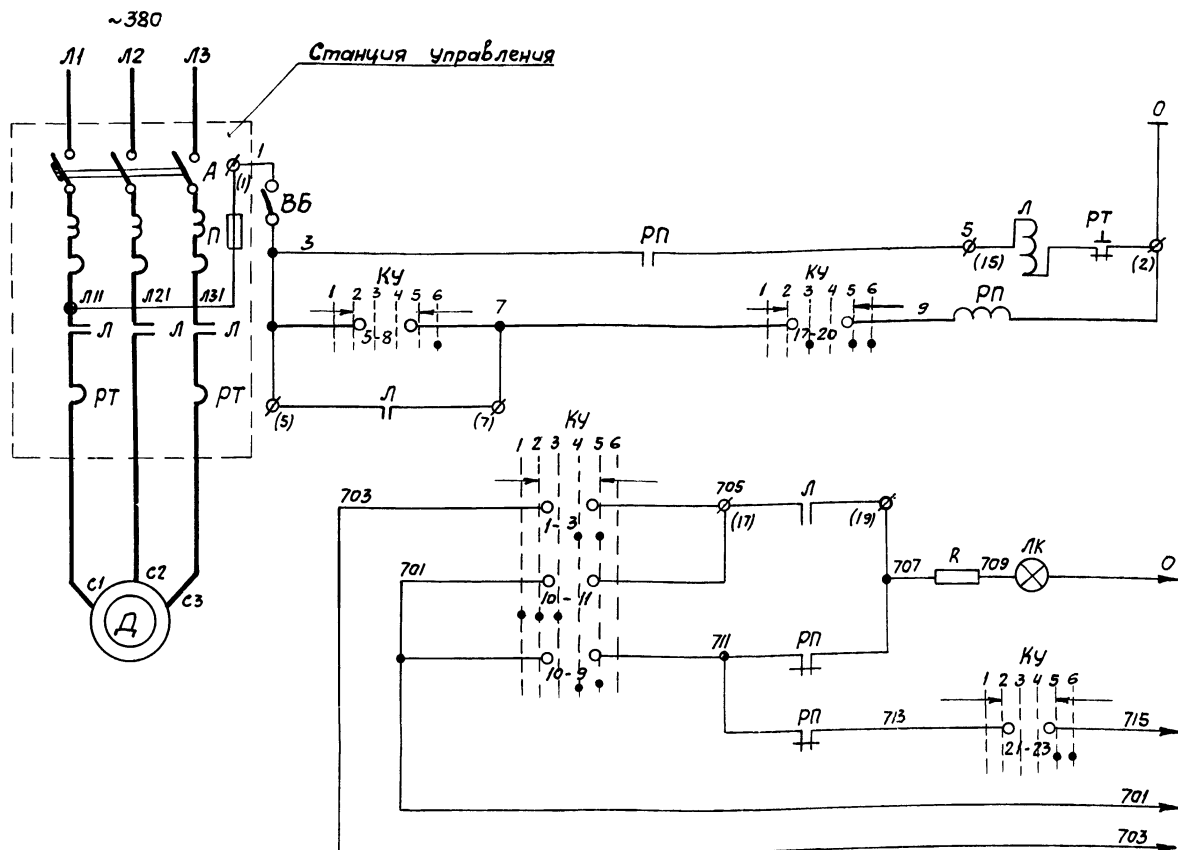 ~380
Л1 Л2 Л3
Станция управления
О
А
(1)
1
ВБ
П
3
РП
5
(15)
Л
РТ
(2)
Л11 Л21 Л31
Л Л Л
КУ
1 2 3 4 5 6
5-8
7
КУ
1 2 3 4 5 6
17-20
9
РП
РТ РТ
(5)
Л
(7)
КУ
1 2 3 4 5 6
703
1-3
705
(17)
Л
(19)
701
10-11
707
R
709
ЛК
О
С1 С2 С3
Д
10-9
711
РП
КУ
1 2 3 4 5 6
РП
713
21-23
715
701
703